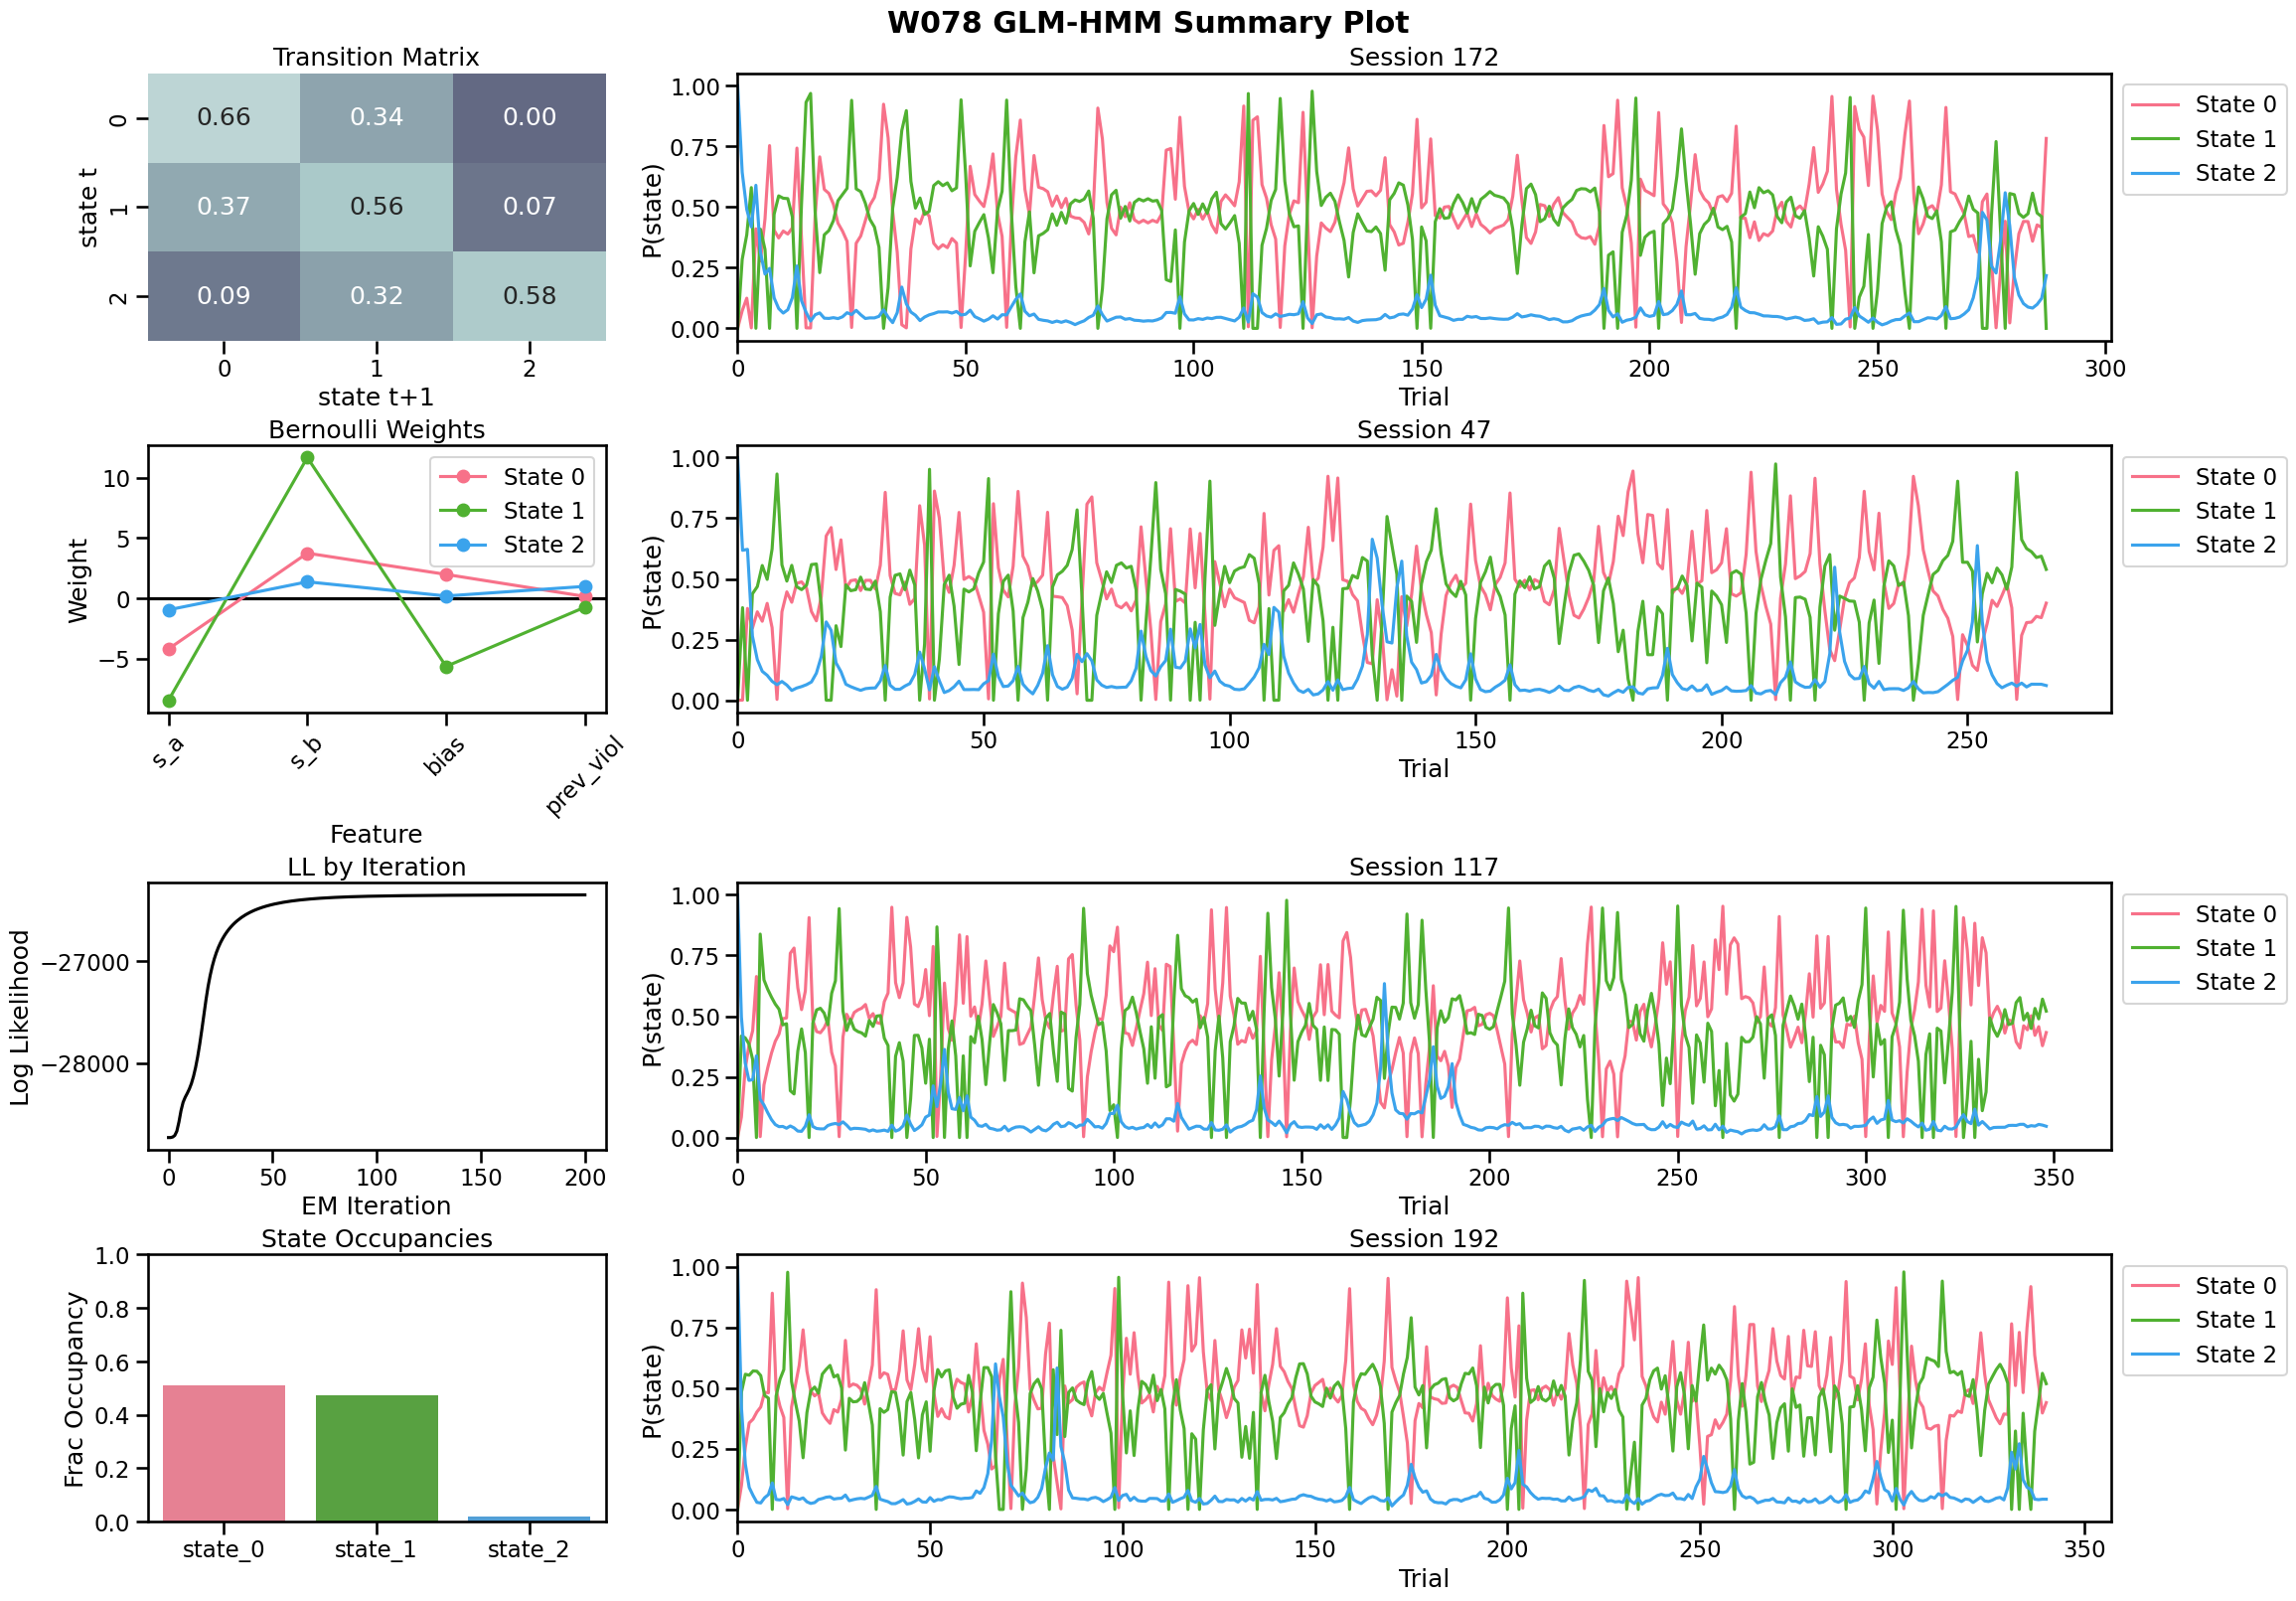 W078 GLM-HMM Summary Plot
Transition Matrix
state t
0
1
2
0.66 0.34 0.00
0.37 0.56 0.07
0.09 0.32 0.58
0 1 2
state t+1
Session 172
P(state)
1.00
0.75
0.50
0.25
0.00
0 50 100 150 200 250 300
Trial
State 0
State 1
State 2
Bernoulli Weights
Weight
10
5
0
−5
State 0
State 1
State 2
s_a s_b bias prev_viol
Feature
Session 47
P(state)
1.00
0.75
0.50
0.25
0.00
0 50 100 150 200 250
Trial
State 0
State 1
State 2
LL by Iteration
Log Likelihood
−27000
−28000
0 50 100 150 200
EM Iteration
Session 117
P(state)
1.00
0.75
0.50
0.25
0.00
0 50 100 150 200 250 300 350
Trial
State 0
State 1
State 2
State Occupancies
Frac Occupancy
1.0
0.8
0.6
0.4
0.2
0.0
state_0 state_1 state_2
Session 192
P(state)
1.00
0.75
0.50
0.25
0.00
0 50 100 150 200 250 300 350
Trial
State 0
State 1
State 2